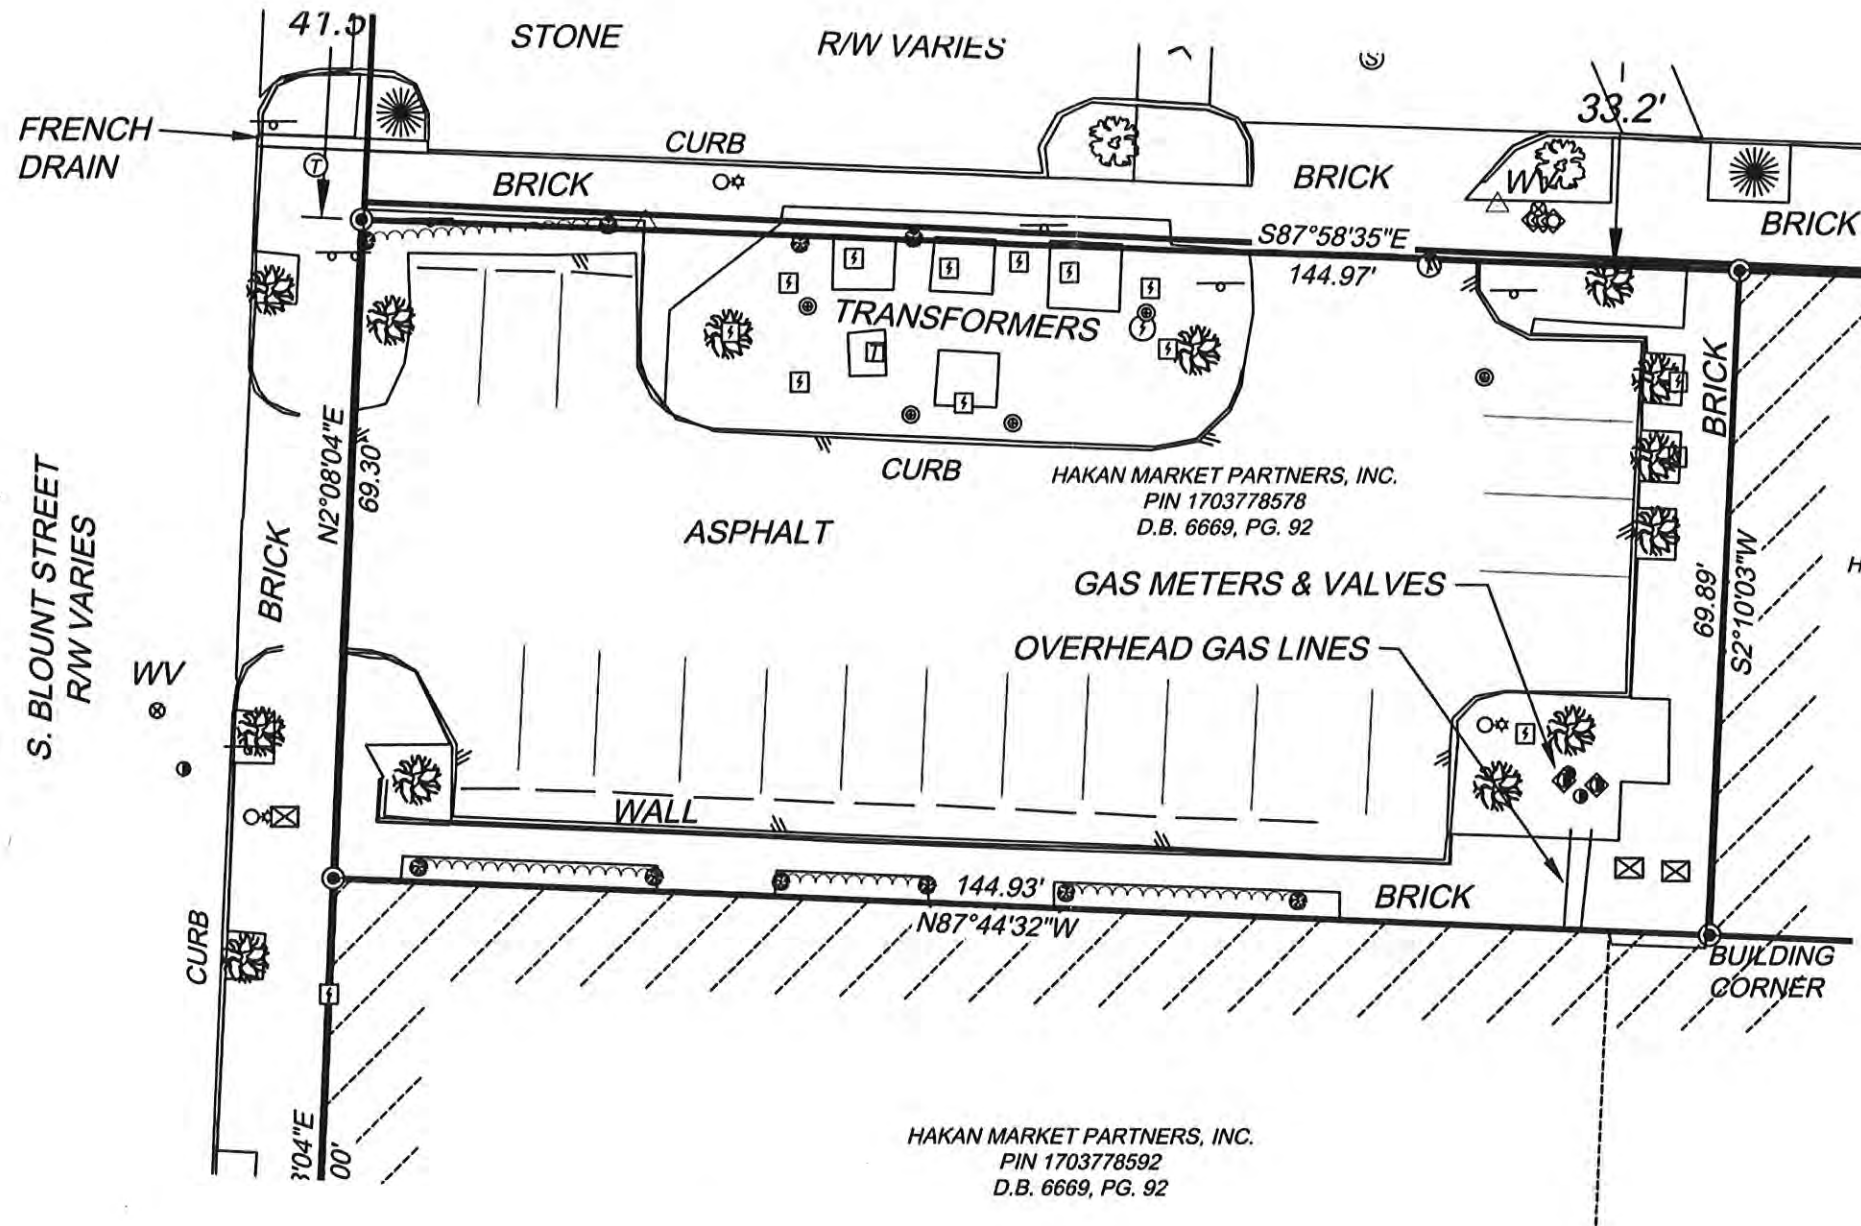 41.5
STONE
R/W VARIES
S
33.2'
FRENCH
DRAIN
T
CURB
BRICK
BRICK
WV
BRICK
S87°58'35"E
144.97'
TRANSFORMERS
T
BRICK
N2°08'04"E
69.30'
CURB
HAKAN MARKET PARTNERS, INC.
PIN 1703778578
D.B. 6669, PG. 92
ASPHALT
S. BLOUNT STREET
R/W VARIES
BRICK
GAS METERS & VALVES
OVERHEAD GAS LINES
69.89'
S2°10'03"W
H
WV
WALL
144.93'
N87°44'32"W
BRICK
CURB
BUILDING
CORNER
'04"E
00'
HAKAN MARKET PARTNERS, INC.
PIN 1703778592
D.B. 6669, PG. 92